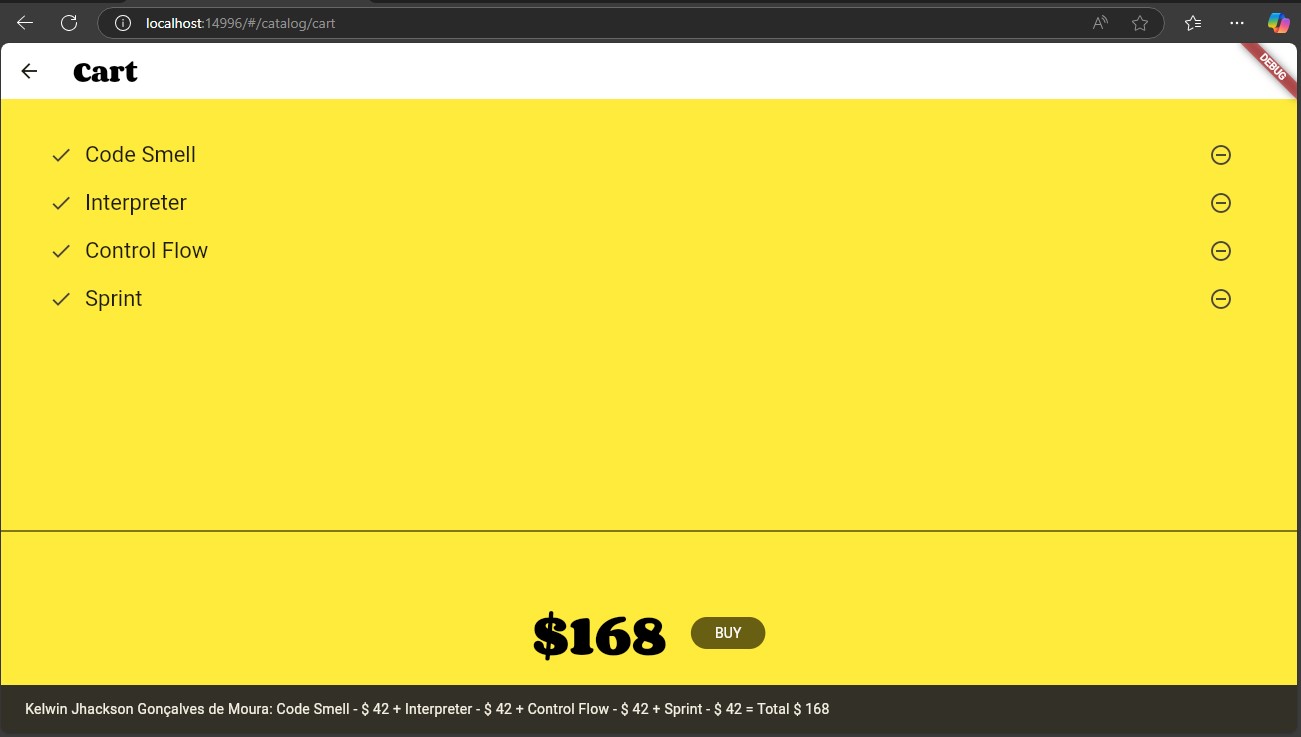 localhost:14996/#/catalog/cart
Cart
DEBUG
Code Smell
Interpreter
Control Flow
Sprint
$168
BUY
Kelwin Jhackson Gonçalves de Moura: Code Smell - $ 42 + Interpreter - $ 42 + Control Flow - $ 42 + Sprint - $ 42 = Total $ 168